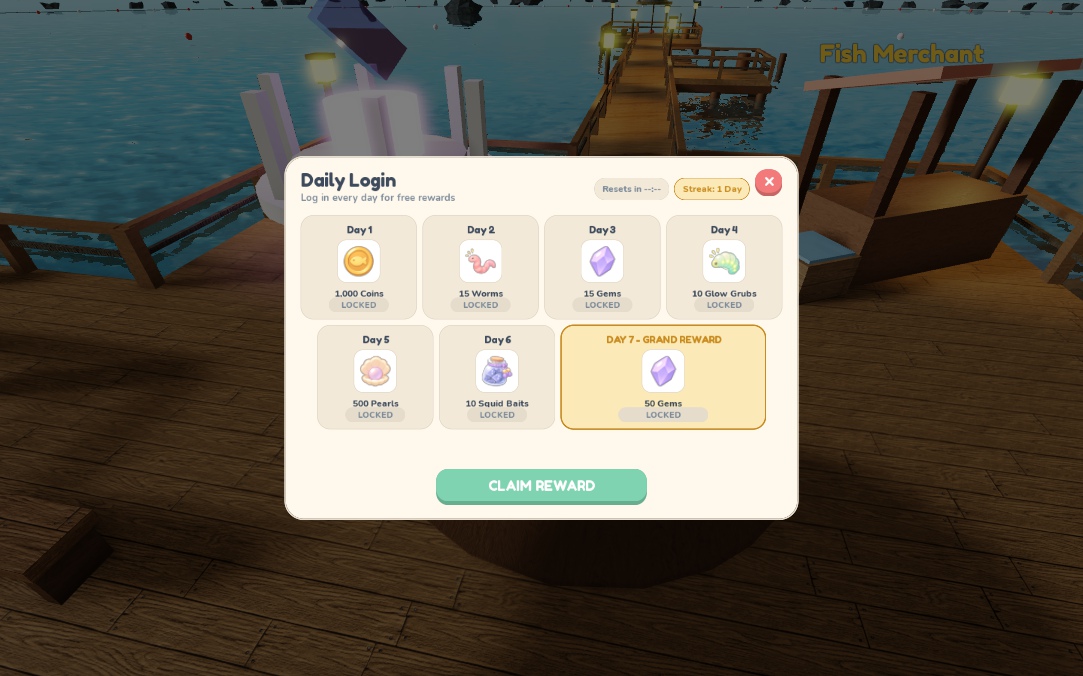 Fish Merchant
Daily Login
Log in every day for free rewards
Resets in --:--
Streak: 1 Day
Day 1
Day 2
Day 3
Day 4
1,000 Coins
15 Worms
15 Gems
10 Glow Grubs
LOCKED
LOCKED
LOCKED
LOCKED
Day 5
Day 6
DAY 7 - GRAND REWARD
500 Pearls
10 Squid Baits
50 Gems
LOCKED
LOCKED
LOCKED
CLAIM REWARD